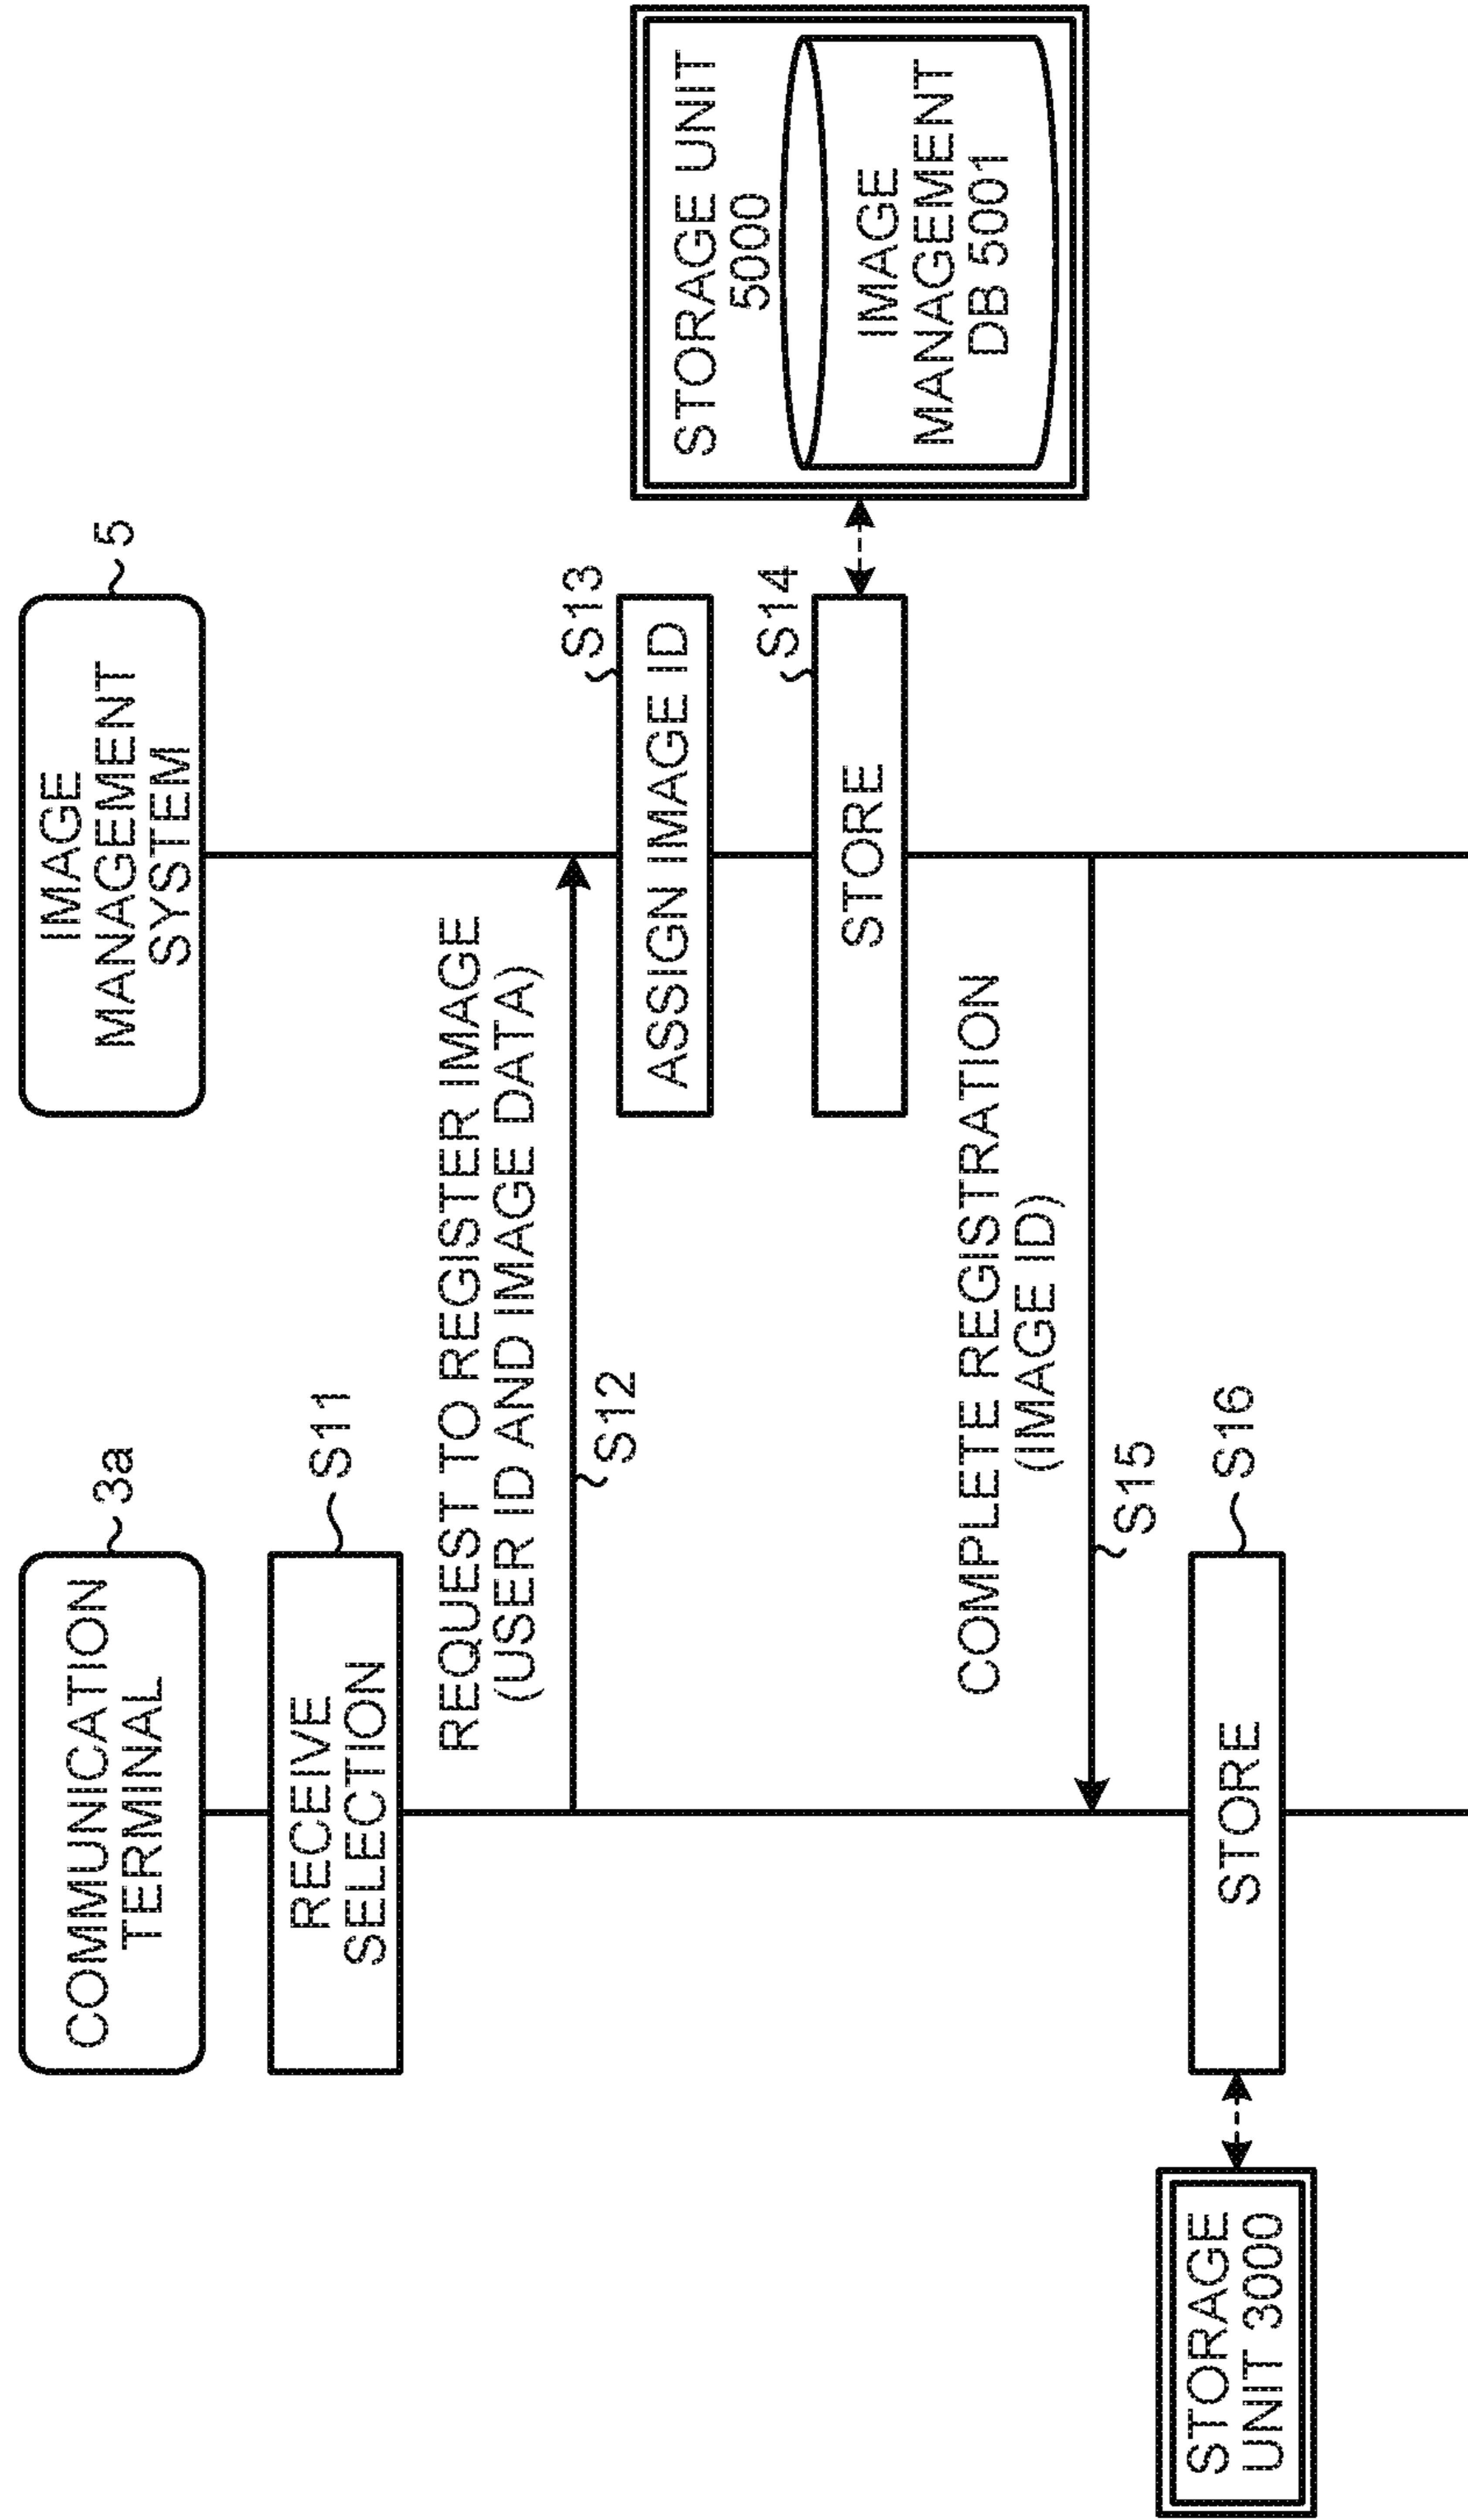 COMMUNICATION
TERMINAL
3a
IMAGE
MANAGEMENT
SYSTEM
5
RECEIVE
SELECTION
S11
REQUEST TO REGISTER IMAGE
(USER ID AND IMAGE DATA)
S12
ASSIGN IMAGE ID
S13
STORE
S14
STORAGE UNIT
5000
IMAGE
MANAGEMENT
DB 5001
COMPLETE REGISTRATION
(IMAGE ID)
S15
STORE
S16
STORAGE
UNIT 3000